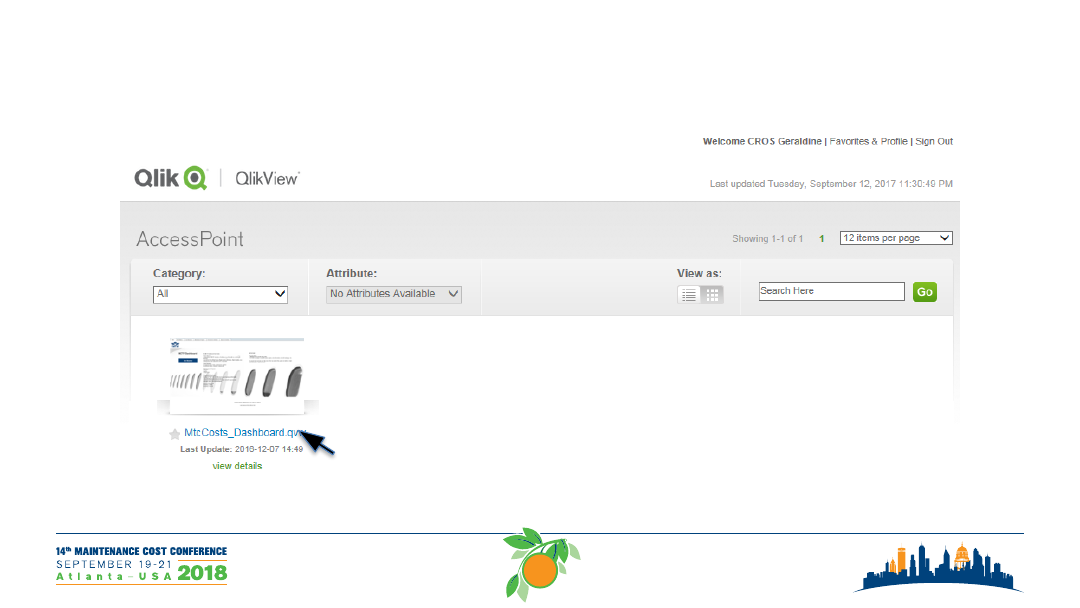 Welcome CROS Geraldine | Favorites & Profile | Sign Out
Qlik QlikView
Last updated Tuesday, September 12, 2017 11:30:49 PM
AccessPoint
Showing 1-1 of 1 1 12 items per page
Category: Attribute: View as:
All No Attributes Available Search Here Go
MtcCosts_Dashboard.qvw
Last Update: 2016-12-07 14:49
view details
14th MAINTENANCE COST CONFERENCE
SEPTEMBER 19-21
Atlanta – USA 2018